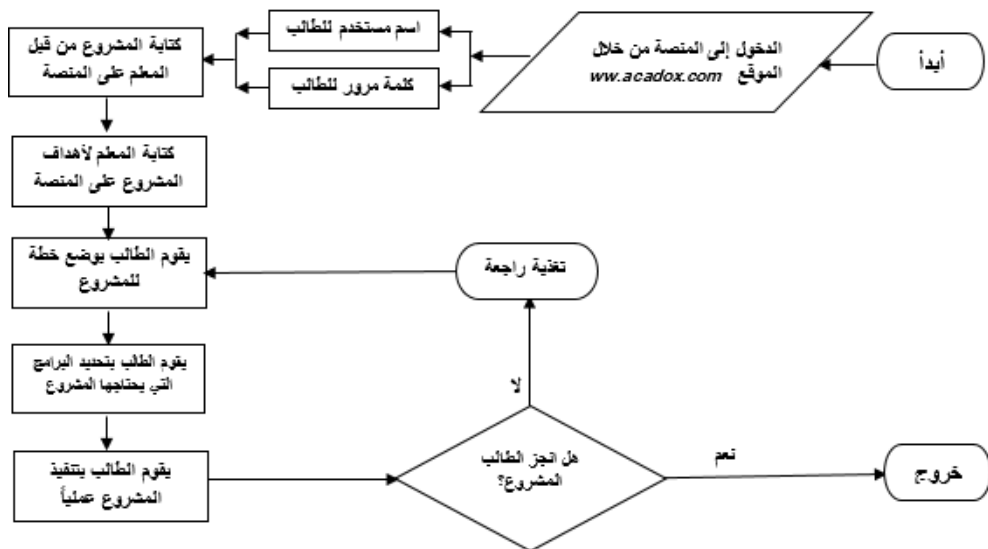 أبدأ
الدخول إلى المنصة من خلال
الموقع ww.acadox.com
اسم مستخدم للطالب
كلمة مرور للطالب
كتابة المشروع من قبل
المعلم على المنصة
كتابة المعلم لأهداف
المشروع على المنصة
يقوم الطالب بوضع خطة
للمشروع
تغذية راجعة
يقوم الطالب بتحديد البرامج
التي يحتاجها المشروع
لا
يقوم الطالب بتنفيذ
المشروع عملياً
هل انجز الطالب
المشروع؟
نعم
خروج